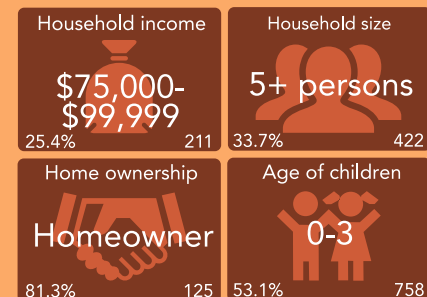 Household income
$75,000-
$99,999
25.4% 211
Household size
5+ persons
33.7% 422
Home ownership
Homeowner
81.3% 125
Age of children
0-3
53.1% 758